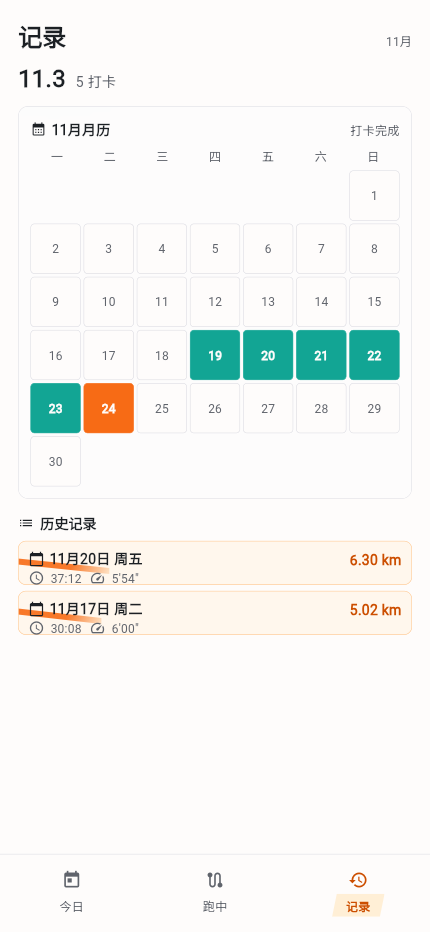 记录
11月
11.3 5 打卡
11月月历 打卡完成
一 二 三 四 五 六 日
1
2 3 4 5 6 7 8
9 10 11 12 13 14 15
16 17 18 19 20 21 22
23 24 25 26 27 28 29
30
历史记录
11月20日 周五 6.30 km
37:12 5'54"
11月17日 周二 5.02 km
30:08 6'00"
今日 跑中 记录